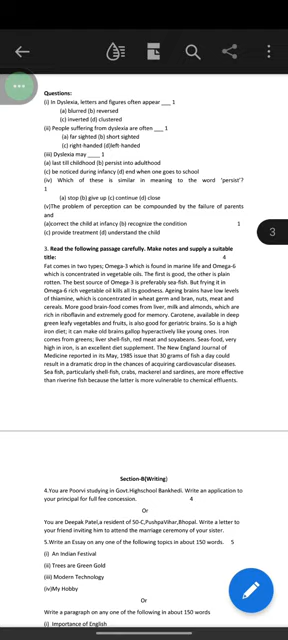 Questions:
(i) In Dyslexia, letters and figures often appear ___ 1
(a) blurred (b) reversed
(c) inverted (d) clustered
(ii) People suffering from dyslexia are often ___ 1
(a) far sighted (b) short sighted
(c) right-handed (d)left-handed
(iii) Dyslexia may ____ 1
(a) last till childhood (b) persist into adulthood
(c) be noticed during infancy (d) end when one goes to school
(iv) Which of these is similar in meaning to the word 'persist'?
1
(a) stop (b) give up (c) continue (d) close
(v)The problem of perception can be compounded by the failure of parents
and
(a)correct the child at infancy (b) recognize the condition 1
(c) provide treatment (d) understand the child
3. Read the following passage carefully. Make notes and supply a suitable
title: 4
Fat comes in two types; Omega-3 which is found in marine life and Omega-6
which is concentrated in vegetable oils. The first is good, the other is plain
rotten. The best source of Omega-3 is preferably sea-fish. But frying it in
Omega-6 rich vegetable oil kills all its goodness. Ageing brains have low levels
of thiamine, which is concentrated in wheat germ and bran, nuts, meat and
cereals. More good brain-food comes from liver, milk and almonds, which are
rich in riboflavin and extremely good for memory. Carotene, available in deep
green leafy vegetables and fruits, is also good for geriatric brains. So is a high
iron diet; it can make old brains gallop hyperactively like young ones. Iron
comes from greens; liver shell-fish, red meat and soyabeans. Seas-food, very
high in iron, is an excellent diet supplement. The New England Journal of
Medicine reported in its May, 1985 issue that 30 grams of fish a day could
result in a dramatic drop in the chances of acquiring cardiovascular diseases.
Sea fish, particularly shell-fish, crabs, mackerel and sardines, are more effective
than riverine fish because the latter is more vulnerable to chemical effluents.
3
Section-B(Writing)
4.You are Poorvi studying in Govt.Highschool Bankhedi. Write an application to
your principal for full fee concession. 4
Or
You are Deepak Patel,a resident of 50-C,PushpaVihar,Bhopal. Write a letter to
your friend inviting him to attend the marriage ceremony of your sister.
5.Write an Essay on any one of the following topics in about 150 words. 5
(i) An Indian Festival
(ii) Trees are Green Gold
(iii) Modern Technology
(iv)My Hobby
Or
Write a paragraph on any one of the following in about 150 words
(i) Importance of English